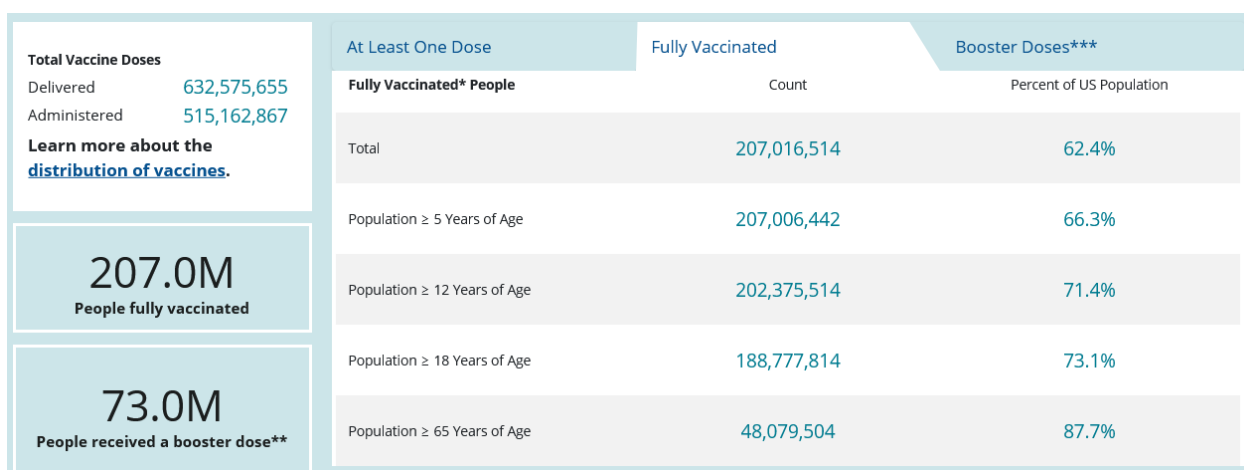 Total Vaccine Doses
Delivered 632,575,655
Administered 515,162,867
Learn more about the
distribution of vaccines.
207.0M
People fully vaccinated
73.0M
People received a booster dose**
At Least One Dose Fully Vaccinated Booster Doses***
Fully Vaccinated* People Count Percent of US Population
Total 207,016,514 62.4%
Population ≥ 5 Years of Age 207,006,442 66.3%
Population ≥ 12 Years of Age 202,375,514 71.4%
Population ≥ 18 Years of Age 188,777,814 73.1%
Population ≥ 65 Years of Age 48,079,504 87.7%